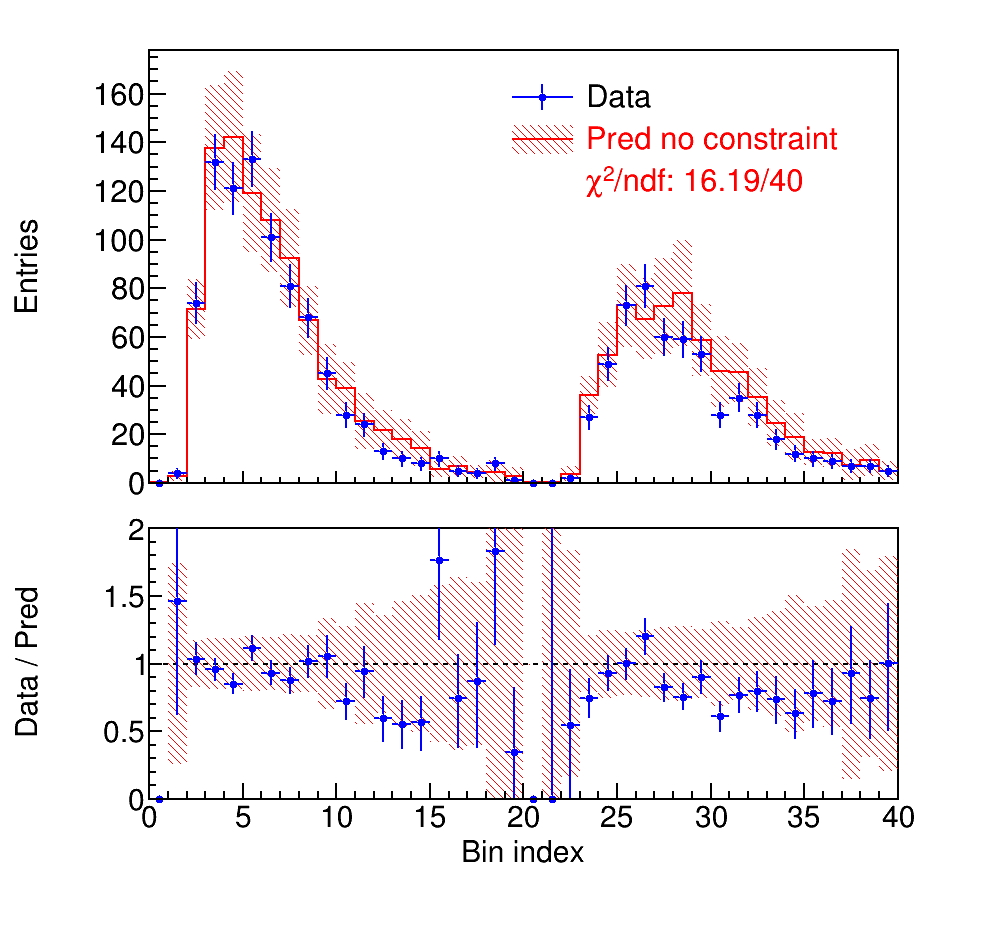 Entries
160
140
120
100
80
60
40
20
0
Data
Pred no constraint
χ²/ndf: 16.19/40
Data / Pred
2
1.5
1
0.5
0
0 5 10 15 20 25 30 35 40
Bin index